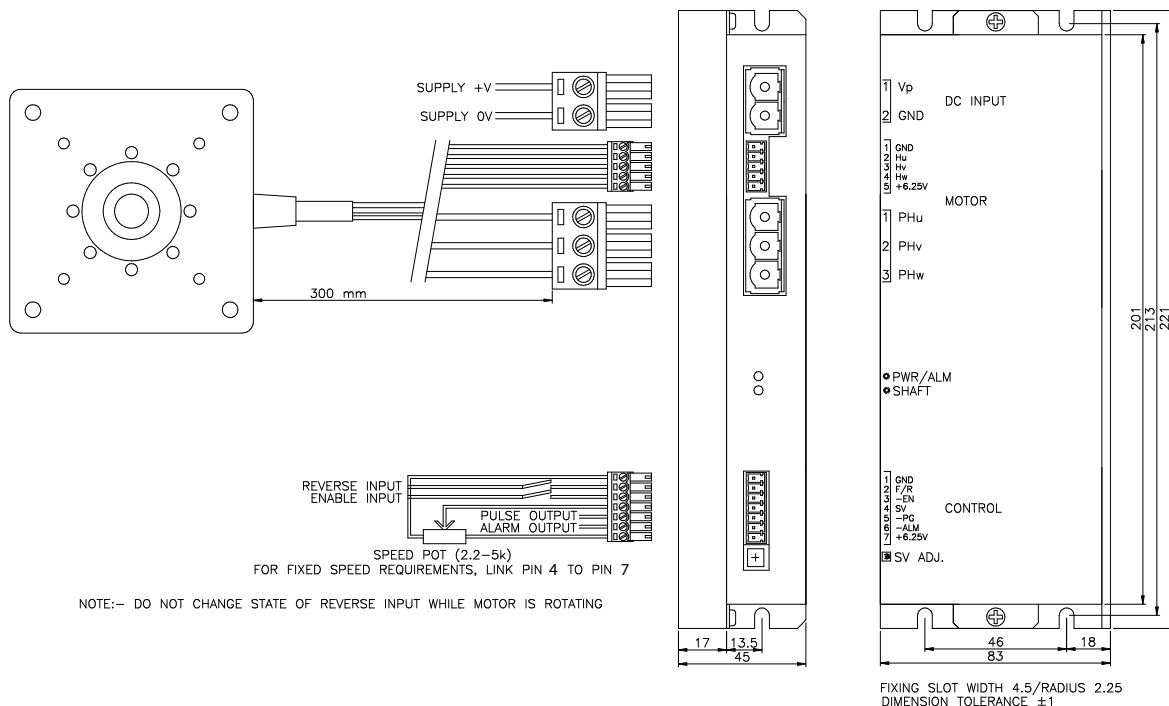 SUPPLY +V
SUPPLY 0V
300 mm
REVERSE INPUT
ENABLE INPUT
PULSE OUTPUT
ALARM OUTPUT
SPEED POT (2.2-5k)
FOR FIXED SPEED REQUIREMENTS, LINK PIN 4 TO PIN 7
NOTE:- DO NOT CHANGE STATE OF REVERSE INPUT WHILE MOTOR IS ROTATING
17
13.5
45
1 Vp
2 GND
DC INPUT
1 GND
2 Hu
3 Hv
4 Hw
5 +6.25V
MOTOR
1 PHu
2 PHv
3 PHw
PWR/ALM
SHAFT
1 GND
2 F/R
3 -EN
4 SV
5 -PG
6 -ALM
7 +6.25V
CONTROL
SV ADJ.
201
213
221
46
18
83
FIXING SLOT WIDTH 4.5/RADIUS 2.25
DIMENSION TOLERANCE ±1